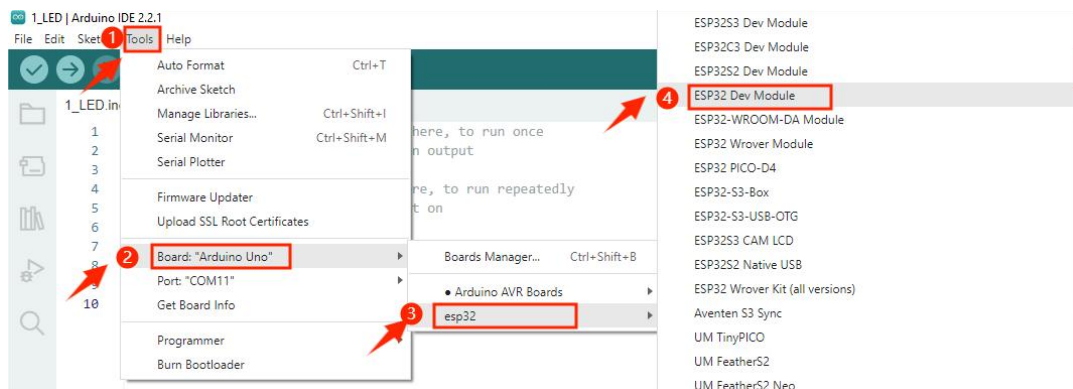 1_LED | Arduino IDE 2.2.1
File Edit Sket Tools Help
1
Auto Format Ctrl+T
Archive Sketch
Manage Libraries... Ctrl+Shift+I
Serial Monitor Ctrl+Shift+M
Serial Plotter
Firmware Updater
Upload SSL Root Certificates
2 Board: "Arduino Uno"
Port: "COM11"
Get Board Info
Programmer
Burn Bootloader
1_LED.in
1 here, to run once
2 n output
3
4 re, to run repeatedly
5 t on
6
7
8
9
10
Boards Manager... Ctrl+Shift+B
• Arduino AVR Boards
3 esp32
ESP32S3 Dev Module
ESP32C3 Dev Module
ESP32S2 Dev Module
4 ESP32 Dev Module
ESP32-WROOM-DA Module
ESP32 Wrover Module
ESP32 PICO-D4
ESP32-S3-Box
ESP32-S3-USB-OTG
ESP32S3 CAM LCD
ESP32S2 Native USB
ESP32 Wrover Kit (all versions)
Aventen S3 Sync
UM TinyPICO
UM FeatherS2
UM FeatherS2 Neo